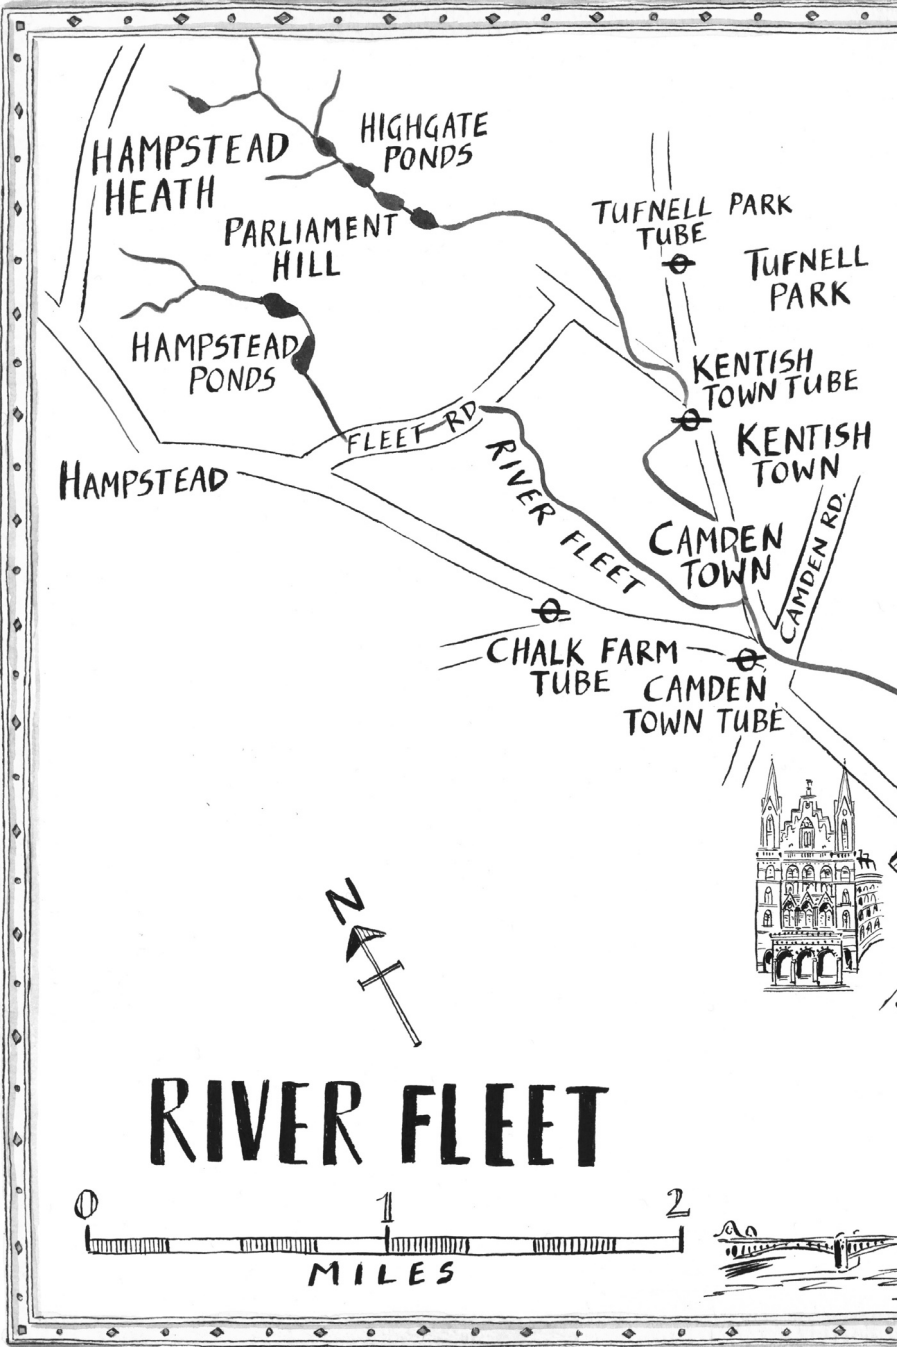 HIGHGATE
PONDS
HAMPSTEAD
HEATH
TUFNELL PARK
TUBE
PARLIAMENT
HILL
TUFNELL
PARK
HAMPSTEAD
PONDS
KENTISH
TOWN TUBE
FLEET RD
KENTISH
TOWN
RIVER FLEET
HAMPSTEAD
CAMDEN RD.
CAMDEN
TOWN
CHALK FARM
TUBE
CAMDEN
TOWN TUBE
N
RIVER FLEET
0 1 2
MILES